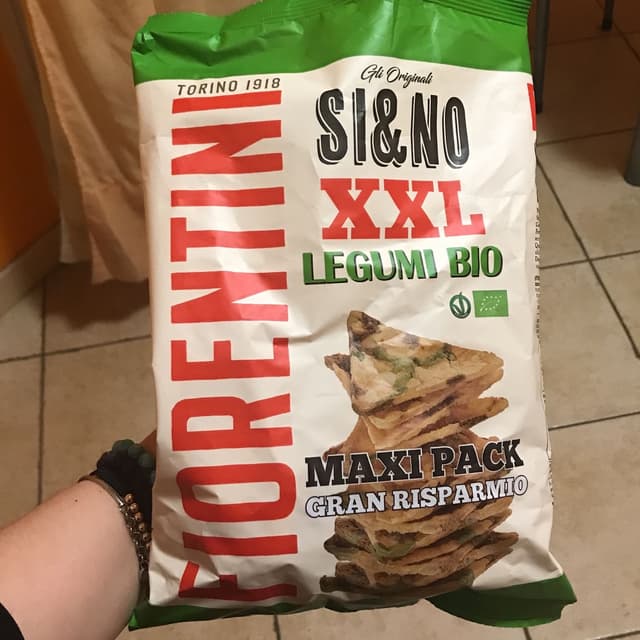 TORINO 1918
FIORENTINI
Gli Originali
SI&NO
XXL
LEGUMI BIO
MAXI PACK
GRAN RISPARMIO